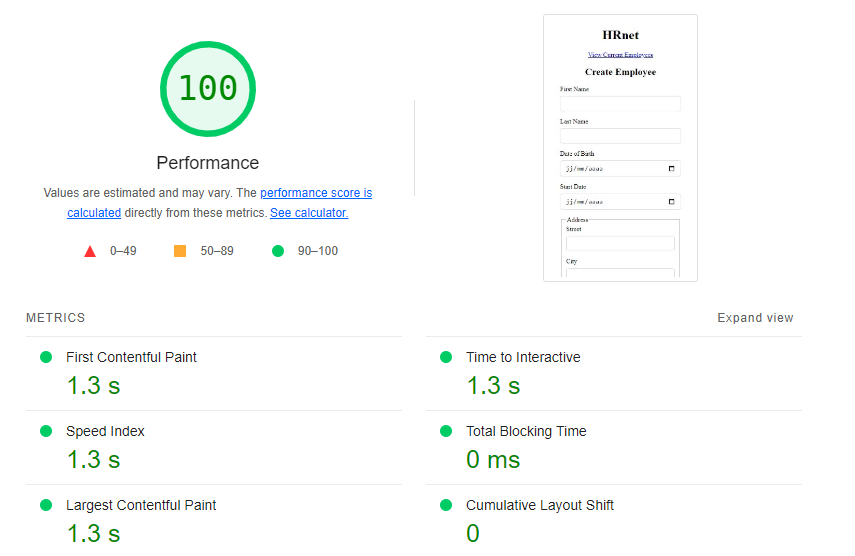 100
Performance
Values are estimated and may vary. The performance score is
calculated directly from these metrics. See calculator.
0–49
50–89
90–100
HRnet
View Current Employees
Create Employee
First Name
Last Name
Date of Birth
jj/mm/aaaa
Start Date
jj/mm/aaaa
Address
Street
City
METRICS
Expand view
First Contentful Paint
1.3 s
Time to Interactive
1.3 s
Speed Index
1.3 s
Total Blocking Time
0 ms
Largest Contentful Paint
1.3 s
Cumulative Layout Shift
0